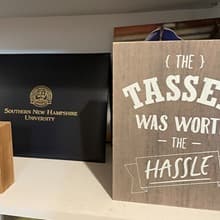 SOUTHERN NEW HAMPSHIRE
UNIVERSITY
{ THE }
TASSE
WAS WORT
- THE -
HASSLE